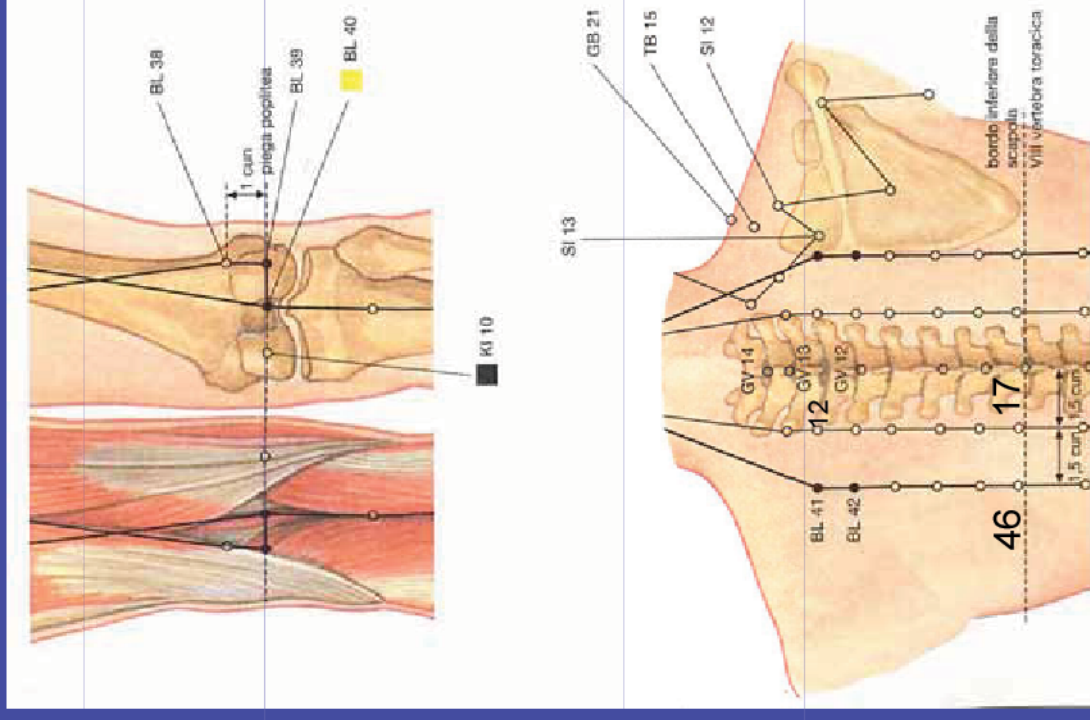 BL 38
1 cun
piega poplitea
BL 39
BL 40
KI 10
GB 21
TB 15
SI 12
SI 13
bordo inferiore della
scapola
VIII vertebra toracica
GV 14
GV 13
GV 12
12
BL 41
BL 42
46
17
1,5 cun
1,5 cun